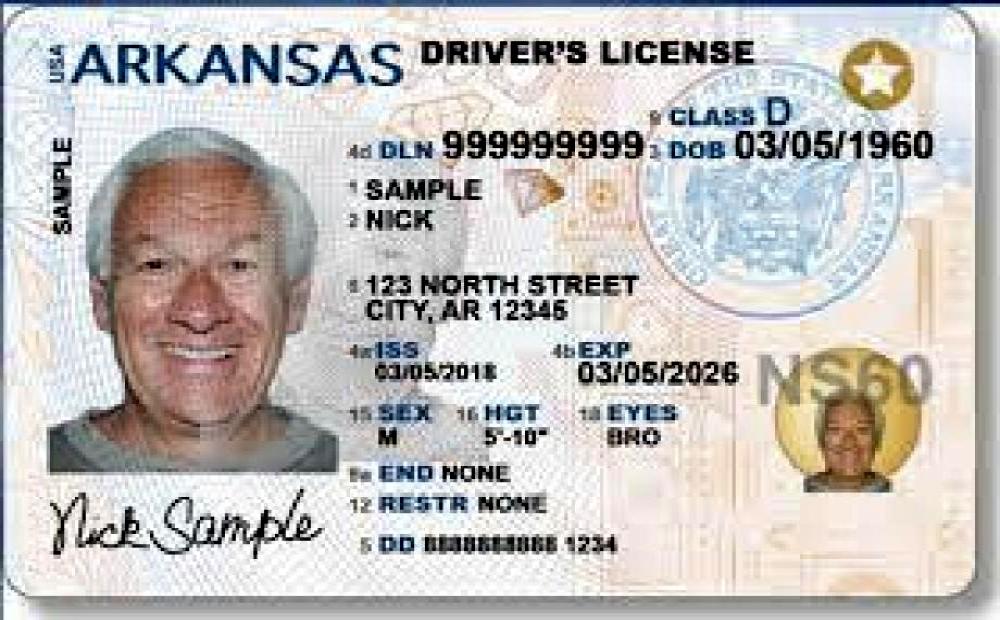 USA ARKANSAS DRIVER'S LICENSE
SAMPLE
9 CLASS D
4d DLN 999999999 3 DOB 03/05/1960
1 SAMPLE
2 NICK
8 123 NORTH STREET
CITY, AR 12345
4a ISS 4b EXP
03/05/2018 03/05/2026
NS60
15 SEX 16 HGT 18 EYES
M 5'-10" BRO
9a END NONE
12 RESTR NONE
Nick Sample
5 DD 8888888888 1234